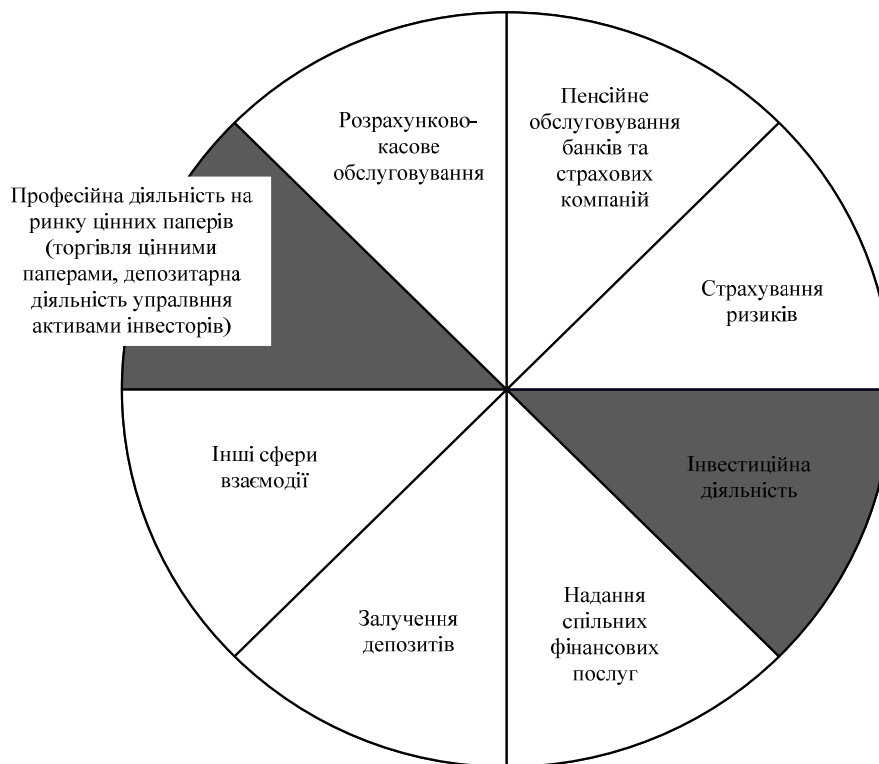 Пенсійне
обслуговування
банків та
страхових
компаній
Розрахунково-
касове
обслуговування
Професійна діяльність на
ринку цінних паперів
(торгівля цінними
паперами, депозитарна
діяльність упралвння
активами інвесторів)
Страхування
ризиків
Інші сфери
взаємодії
Інвестиційна
діяльність
Залучення
депозитів
Надання
спільних
фінансових
послуг